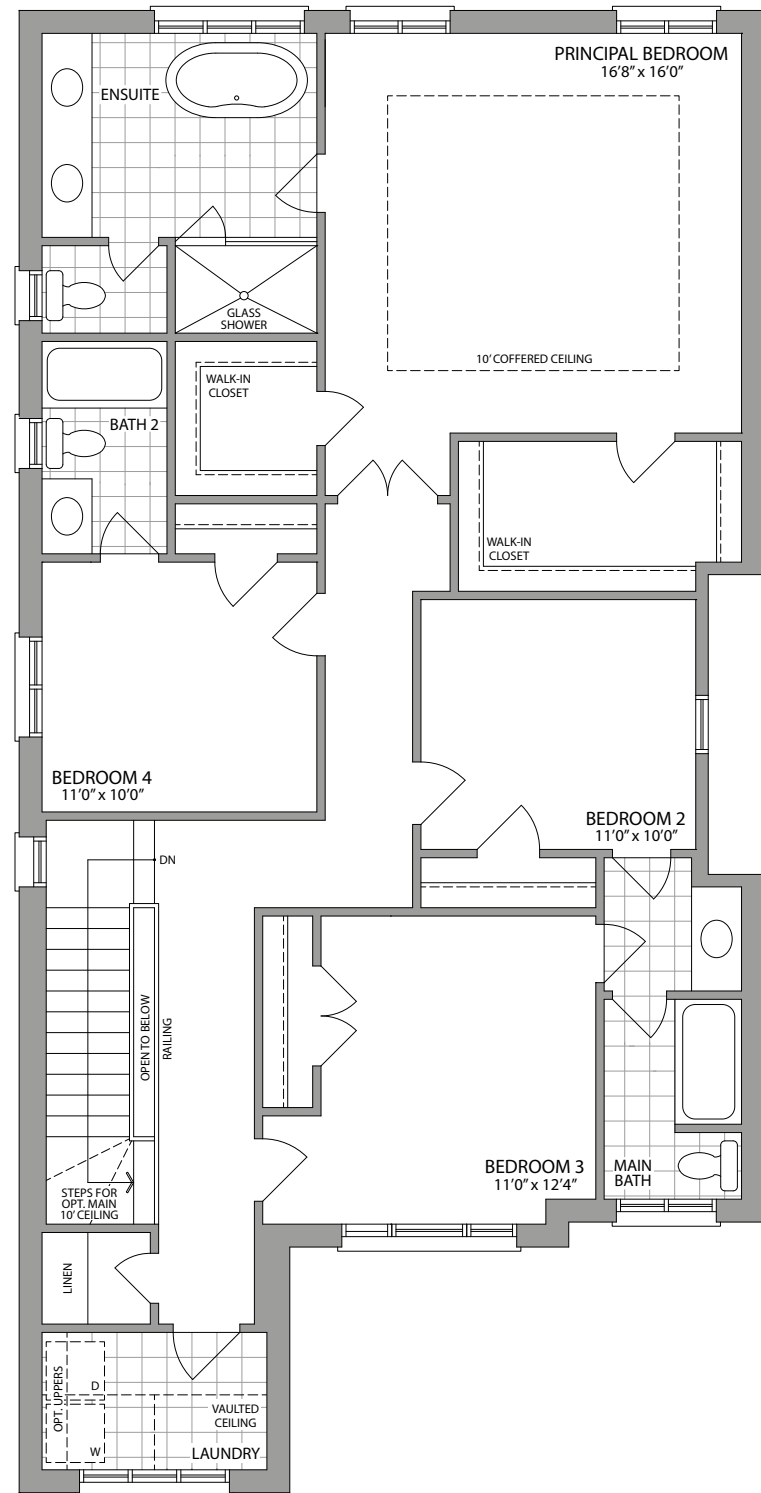 PRINCIPAL BEDROOM
16'8" x 16'0"
ENSUITE
GLASS
SHOWER
10' COFFERED CEILING
WALK-IN
CLOSET
BATH 2
WALK-IN
CLOSET
BEDROOM 4
11'0" x 10'0"
BEDROOM 2
11'0" x 10'0"
DN
OPEN TO BELOW
RAILING
STEPS FOR
OPT. MAIN
10' CEILING
BEDROOM 3
11'0" x 12'4"
MAIN
BATH
LINEN
OPT. UPPERS
D
W
VAULTED
CEILING
LAUNDRY